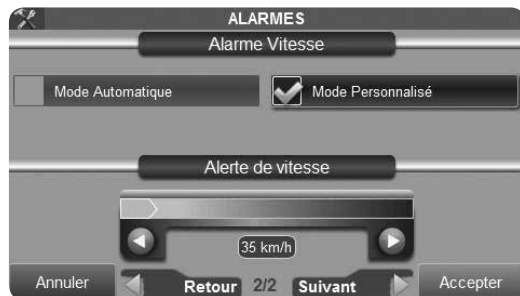 ALARMES
Alarme Vitesse
Mode Automatique
Mode Personnalisé
Alerte de vitesse
35 km/h
Annuler
Retour 2/2 Suivant
Accepter